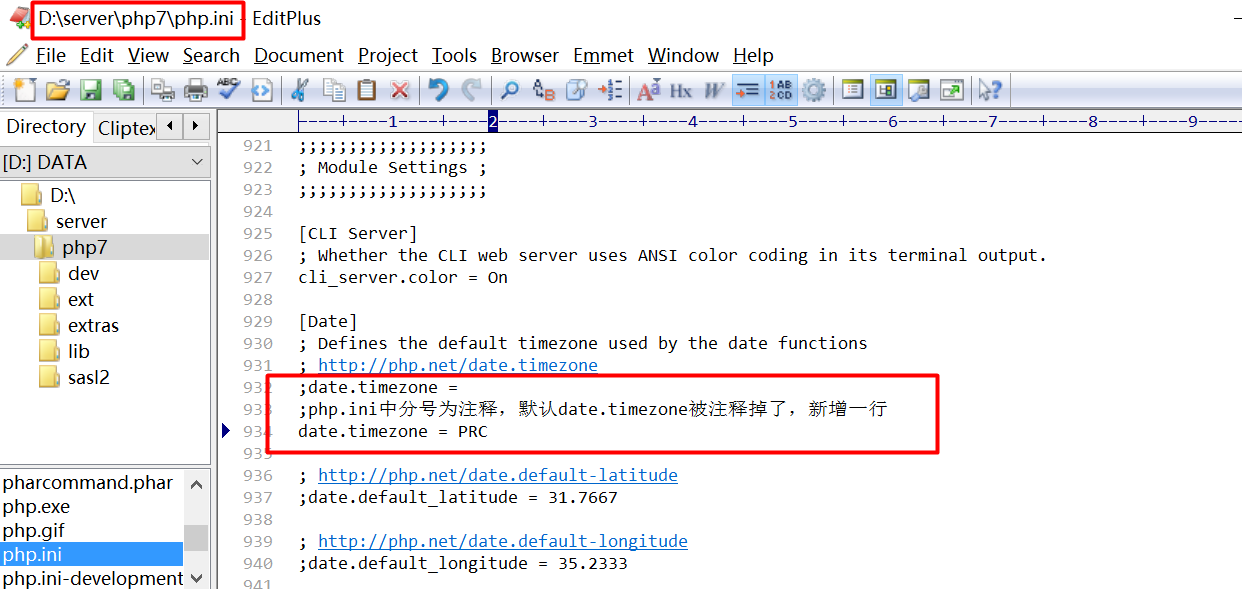 D:\server\php7\php.ini - EditPlus
File Edit View Search Document Project Tools Browser Emmet Window Help
Directory Cliptex
[D:] DATA
D:\
server
php7
dev
ext
extras
lib
sasl2
pharcommand.phar
php.exe
php.gif
php.ini
php.ini-development
----+----1----+----2----+----3----+----4----+----5----+----6----+----7----+----8----+----9----
921 ;;;;;;;;;;;;;;;;;;;
922 ; Module Settings ;
923 ;;;;;;;;;;;;;;;;;;;
924
925 [CLI Server]
926 ; Whether the CLI web server uses ANSI color coding in its terminal output.
927 cli_server.color = On
928
929 [Date]
930 ; Defines the default timezone used by the date functions
931 ; http://php.net/date.timezone
932 ;date.timezone =
933 ;php.ini中分号为注释，默认date.timezone被注释掉了，新增一行
934 date.timezone = PRC
935
936 ; http://php.net/date.default-latitude
937 ;date.default_latitude = 31.7667
938
939 ; http://php.net/date.default-longitude
940 ;date.default_longitude = 35.2333
941